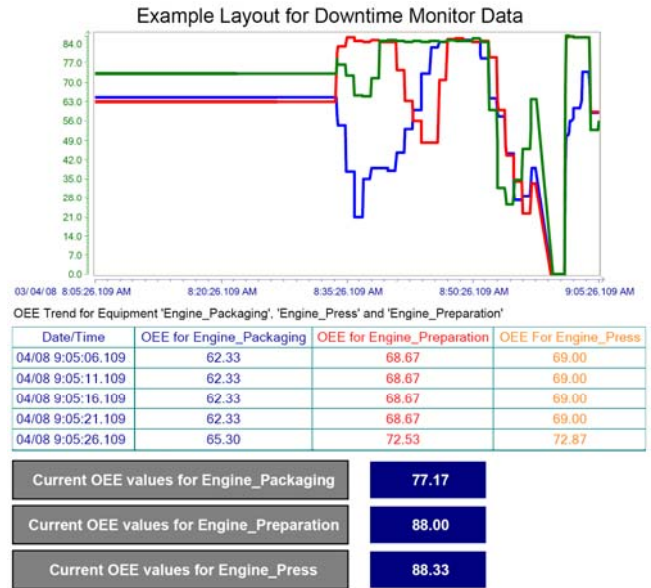 Example Layout for Downtime Monitor Data
84.0
77.0
70.0
63.0
56.0
49.0
42.0
35.0
28.0
21.0
14.0
7.0
0.0
03/04/08 8:05:26.109 AM 8:20:26.109 AM 8:35:26.109 AM 8:50:26.109 AM 9:05:26.109 AM
OEE Trend for Equipment 'Engine_Packaging', 'Engine_Press' and 'Engine_Preparation'
Date/Time OEE for Engine_Packaging OEE for Engine_Preparation OEE For Engine_Press
04/08 9:05:06.109 62.33 68.67 69.00
04/08 9:05:11.109 62.33 68.67 69.00
04/08 9:05:16.109 62.33 68.67 69.00
04/08 9:05:21.109 62.33 68.67 69.00
04/08 9:05:26.109 65.30 72.53 72.87
Current OEE values for Engine_Packaging 77.17
Current OEE values for Engine_Preparation 88.00
Current OEE values for Engine_Press 88.33